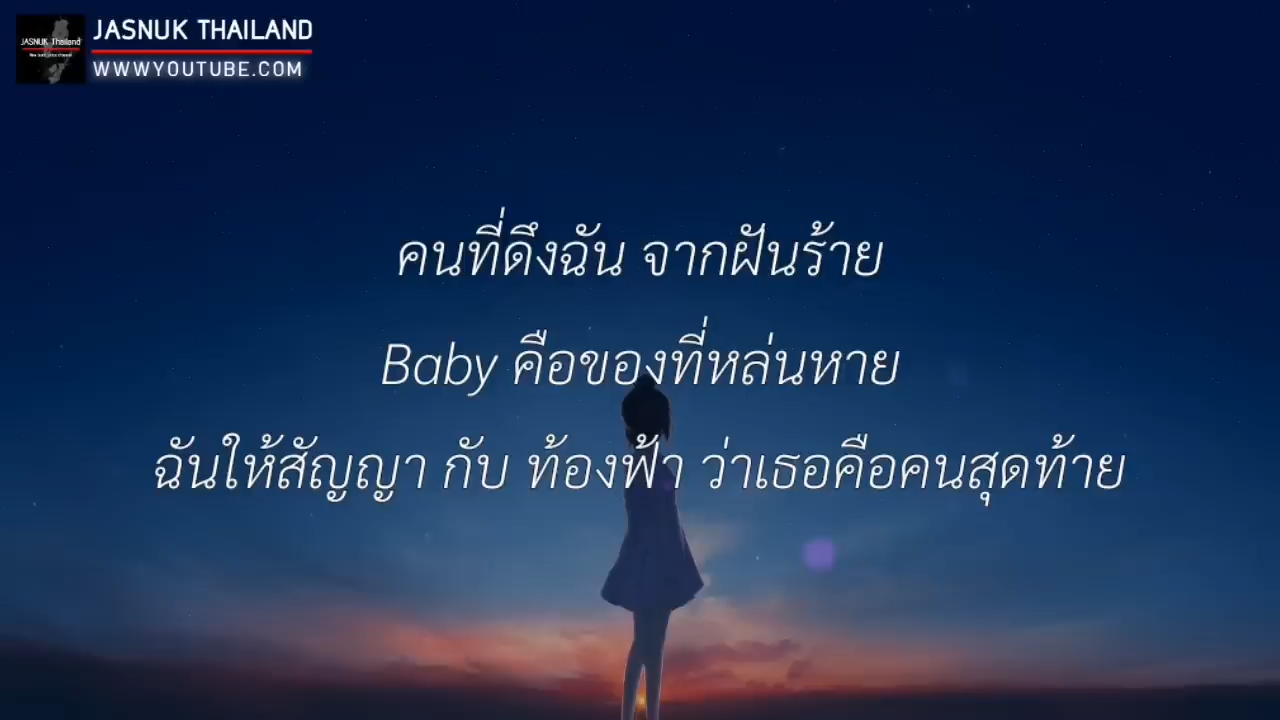 JASNUK THAILAND
WWWYOUTUBE.COM
JASNUK Thailand
คนที่ดึงฉัน จากฝันร้าย
Baby คือของที่หล่นหาย
ฉันให้สัญญา กับ ท้องฟ้า ว่าเธอคือคนสุดท้าย